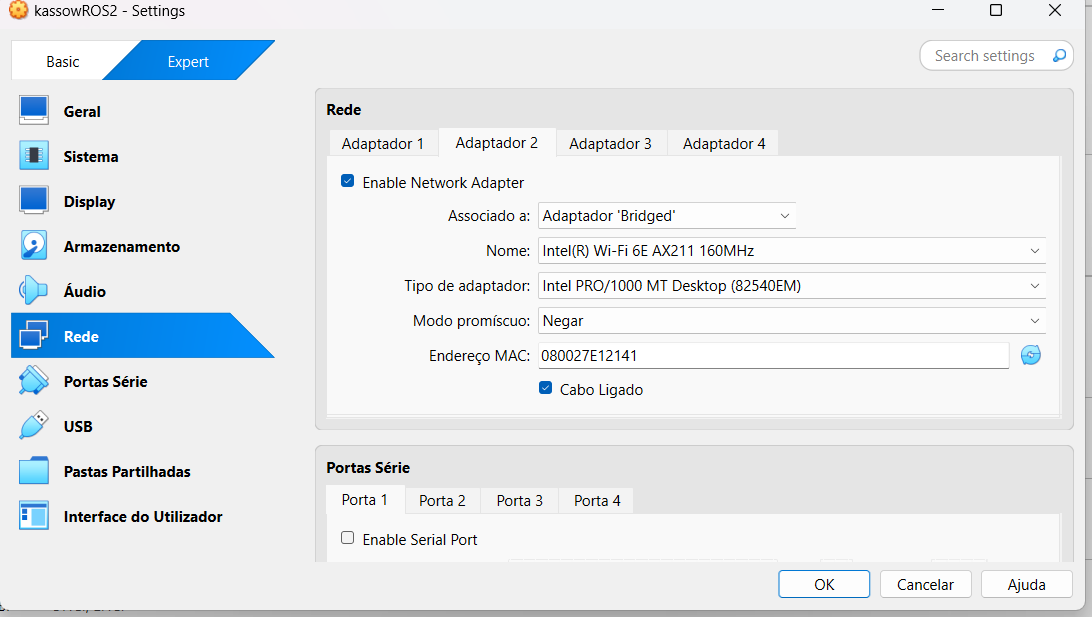 kassowROS2 - Settings
Basic
Expert
Search settings
Geral
Sistema
Display
Armazenamento
Áudio
Rede
Portas Série
USB
Pastas Partilhadas
Interface do Utilizador
Rede
Adaptador 1 Adaptador 2 Adaptador 3 Adaptador 4
Enable Network Adapter
Associado a: Adaptador 'Bridged'
Nome: Intel(R) Wi-Fi 6E AX211 160MHz
Tipo de adaptador: Intel PRO/1000 MT Desktop (82540EM)
Modo promíscuo: Negar
Endereço MAC: 080027E12141
Cabo Ligado
Portas Série
Porta 1 Porta 2 Porta 3 Porta 4
Enable Serial Port
OK Cancelar Ajuda